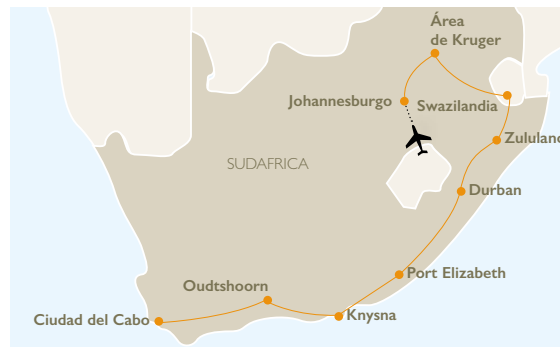 Área
de Kruger
Johannesburgo
Swazilandia
Zululand
SUDAFRICA
Durban
Port Elizabeth
Oudtshoorn
Knysna
Ciudad del Cabo